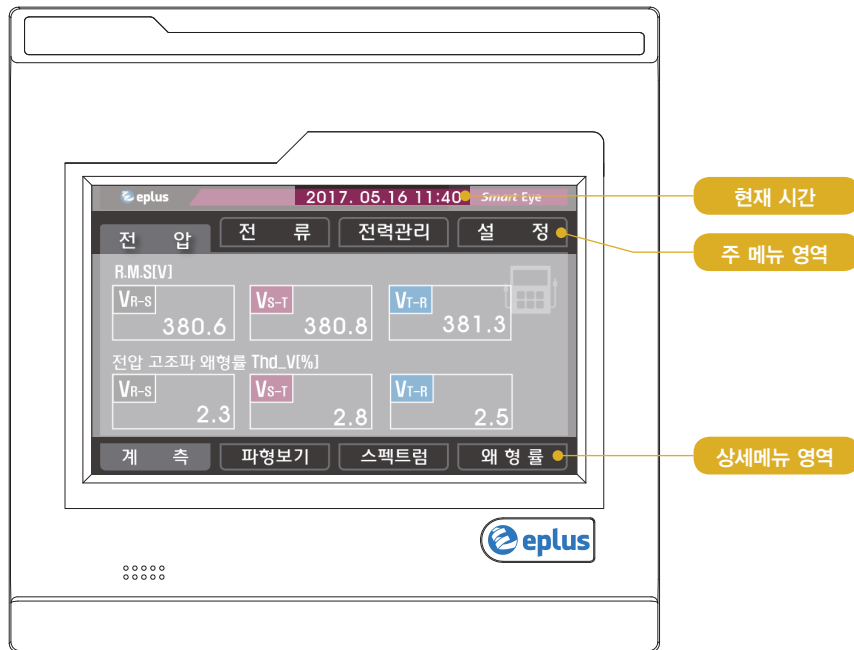 eplus 2017. 05.16 11:40 Smart Eye
현재 시간
전 압 전 류 전력관리 설 정
주 메뉴 영역
R.M.S[V]
VR-S VS-T VT-R
380.6 380.8 381.3
전압 고조파 왜형률 Thd_V[%]
VR-S VS-T VT-R
2.3 2.8 2.5
계 측 파형보기 스펙트럼 왜 형 률
상세메뉴 영역
eplus